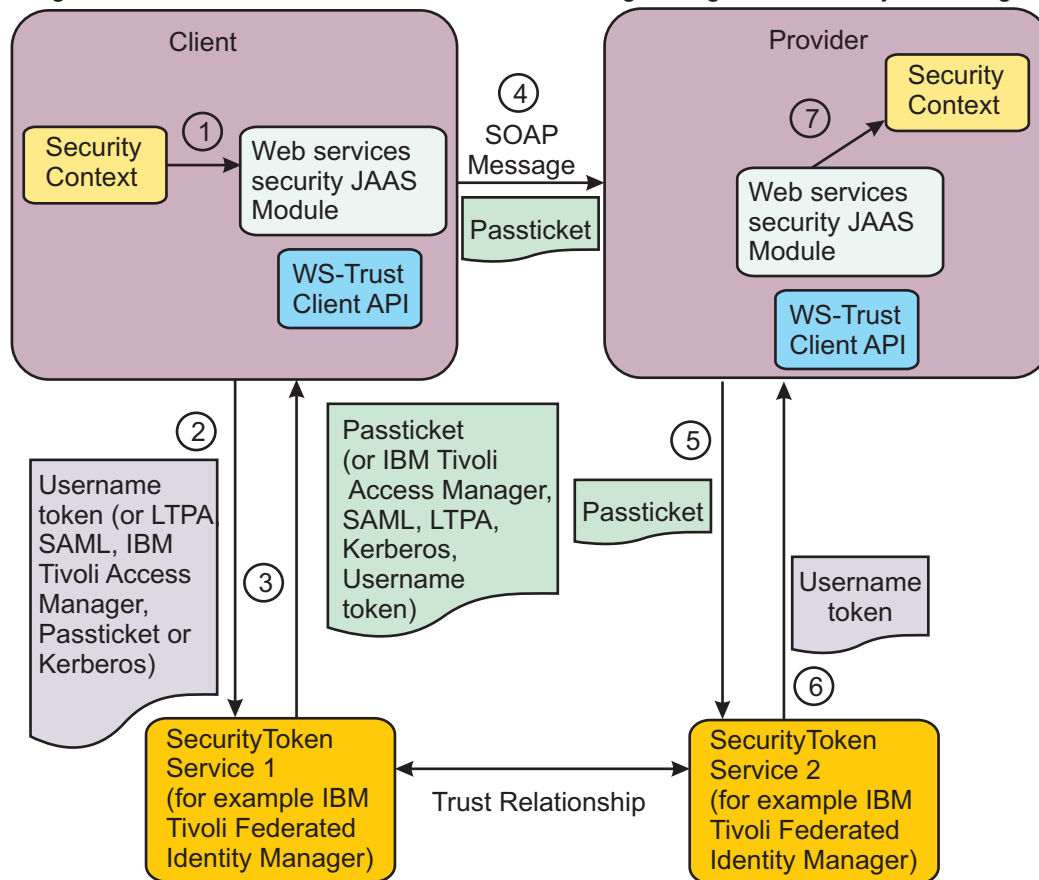 Client
Provider
Security
Context
1
Web services
security JAAS
Module
WS-Trust
Client API
4
SOAP
Message
Passticket
7
Security
Context
Web services
security JAAS
Module
WS-Trust
Client API
2
Username
token (or LTPA,
SAML, IBM
Tivoli Access
Manager,
Passticket or
Kerberos)
3
Passticket
(or IBM Tivoli
Access Manager,
SAML, LTPA,
Kerberos,
Username
token)
5
Passticket
Username
token
6
SecurityToken
Service 1
(for example IBM
Tivoli Federated
Identity Manager)
Trust Relationship
SecurityToken
Service 2
(for example IBM
Tivoli Federated
Identity Manager)